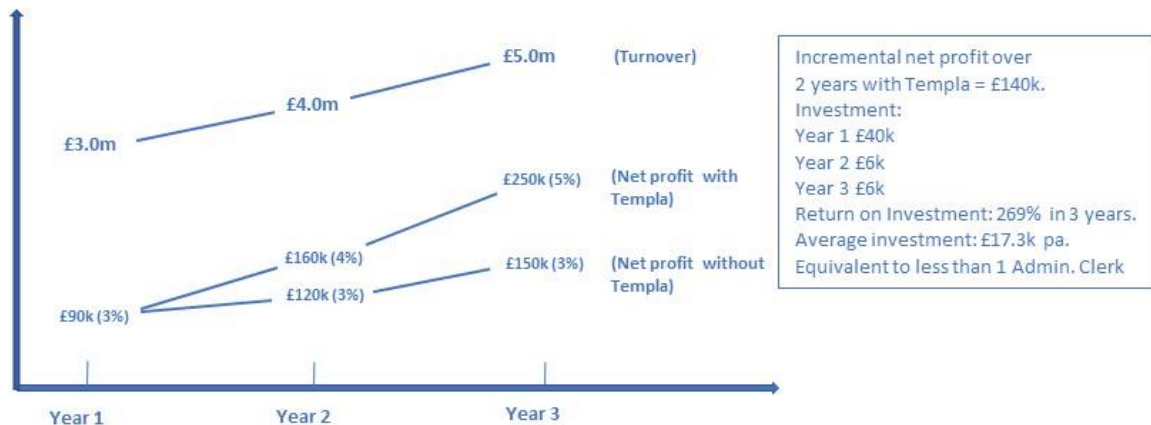 £5.0m (Turnover)
£4.0m
£3.0m
£250k (5%) (Net profit with
Templa)
£160k (4%)
£150k (3%) (Net profit without
Templa)
£120k (3%)
£90k (3%)
Year 1 Year 2 Year 3
Incremental net profit over
2 years with Templa = £140k.
Investment:
Year 1 £40k
Year 2 £6k
Year 3 £6k
Return on Investment: 269% in 3 years.
Average investment: £17.3k pa.
Equivalent to less than 1 Admin. Clerk